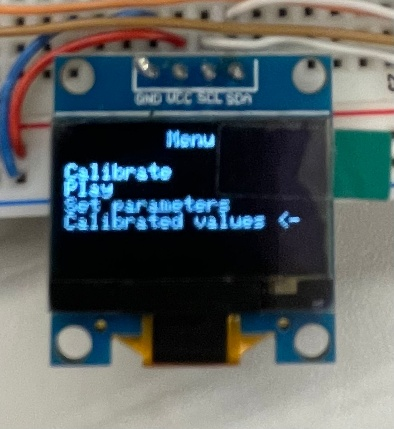 GND VCC SCL SDA
Menu
Calibrate
Play
Set parameters
Calibrated values <-